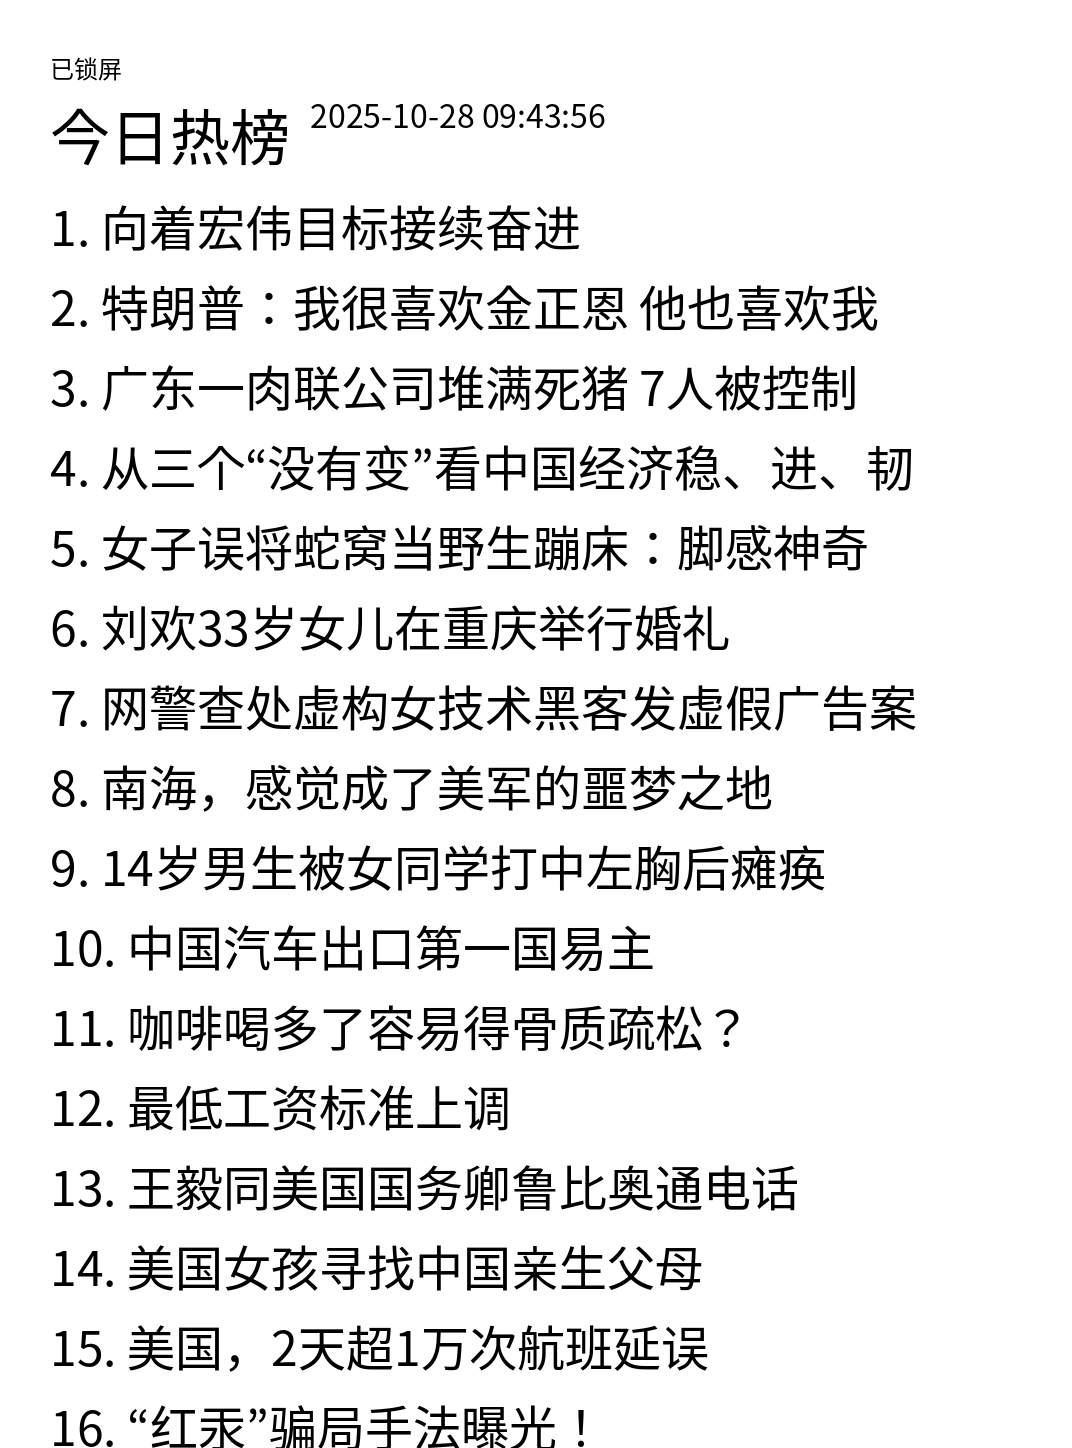 已锁屏
今日热榜 2025-10-28 09:43:56
1. 向着宏伟目标接续奋进
2. 特朗普：我很喜欢金正恩 他也喜欢我
3. 广东一肉联公司堆满死猪 7人被控制
4. 从三个“没有变”看中国经济稳、进、韧
5. 女子误将蛇窝当野生蹦床：脚感神奇
6. 刘欢33岁女儿在重庆举行婚礼
7. 网警查处虚构女技术黑客发虚假广告案
8. 南海，感觉成了美军的噩梦之地
9. 14岁男生被女同学打中左胸后瘫痪
10. 中国汽车出口第一国易主
11. 咖啡喝多了容易得骨质疏松？
12. 最低工资标准上调
13. 王毅同美国国务卿鲁比奥通电话
14. 美国女孩寻找中国亲生父母
15. 美国，2天超1万次航班延误
16. “红汞”骗局手法曝光！